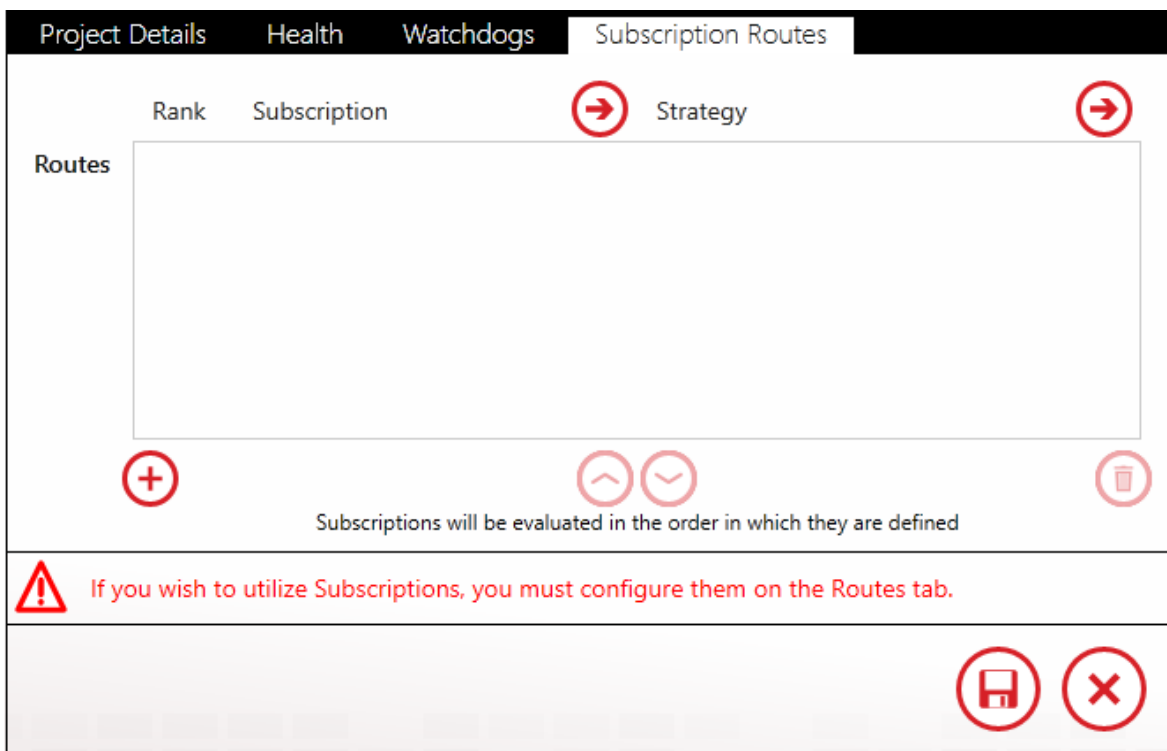 Project Details Health Watchdogs Subscription Routes
Rank Subscription Strategy
Routes
Subscriptions will be evaluated in the order in which they are defined
If you wish to utilize Subscriptions, you must configure them on the Routes tab.